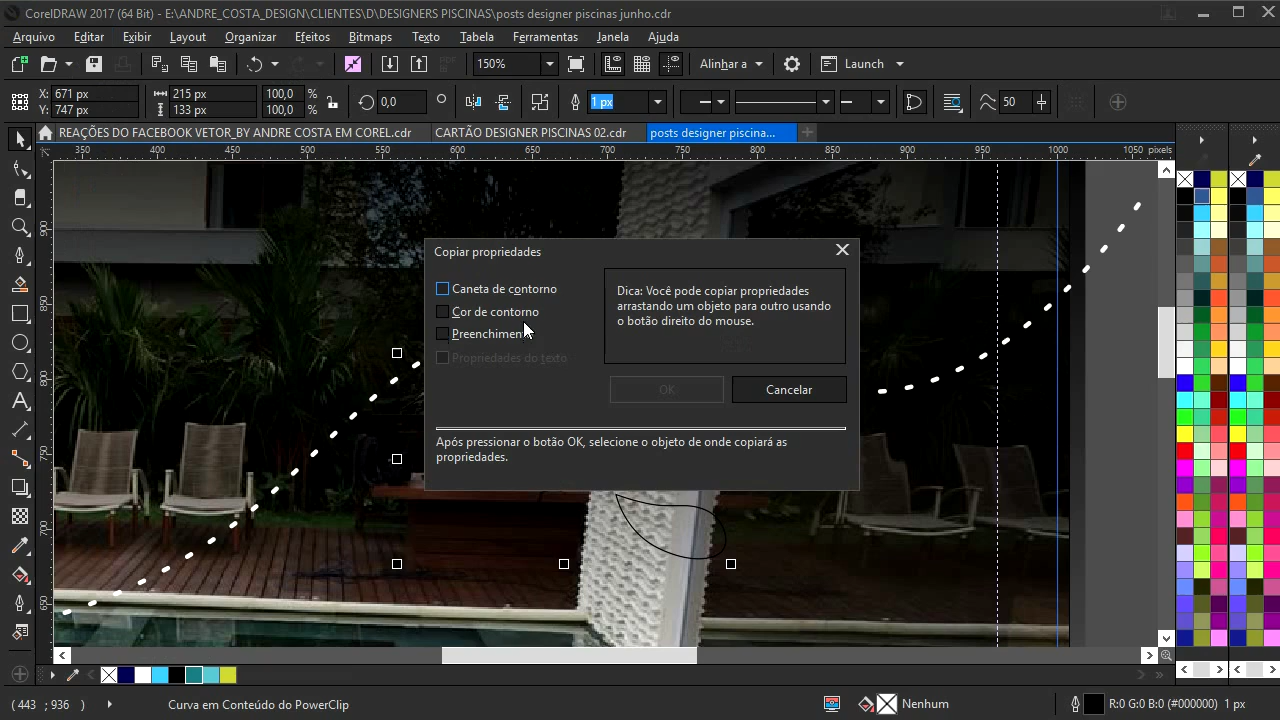 CorelDRAW 2017 (64 Bit) - E:\ANDRE_COSTA_DESIGN\CLIENTES\D\DESIGNERS PISCINAS\posts designer piscinas junho.cdr
Arquivo Editar Exibir Layout Organizar Efeitos Bitmaps Texto Tabela Ferramentas Janela Ajuda
150% Alinhar a Launch
X: 671 px 215 px 100,0 % 0,0 1 px 50
Y: 747 px 133 px 100,0 %
REAÇÕES DO FACEBOOK VETOR_BY ANDRE COSTA EM COREL.cdr CARTÃO DESIGNER PISCINAS 02.cdr posts designer piscina...
350 400 450 500 550 600 650 700 750 800 850 900 950 1000 1050 pixels
900
850
800
750
700
650
Copiar propriedades
Caneta de contorno
Cor de contorno
Preenchimen
Propriedades do texto
Dica: Você pode copiar propriedades
arrastando um objeto para outro usando
o botão direito do mouse.
OK Cancelar
Após pressionar o botão OK, selecione o objeto de onde copiará as
propriedades.
( 443 ; 936 ) Curva em Conteúdo do PowerClip Nenhum R:0 G:0 B:0 (#000000) 1 px